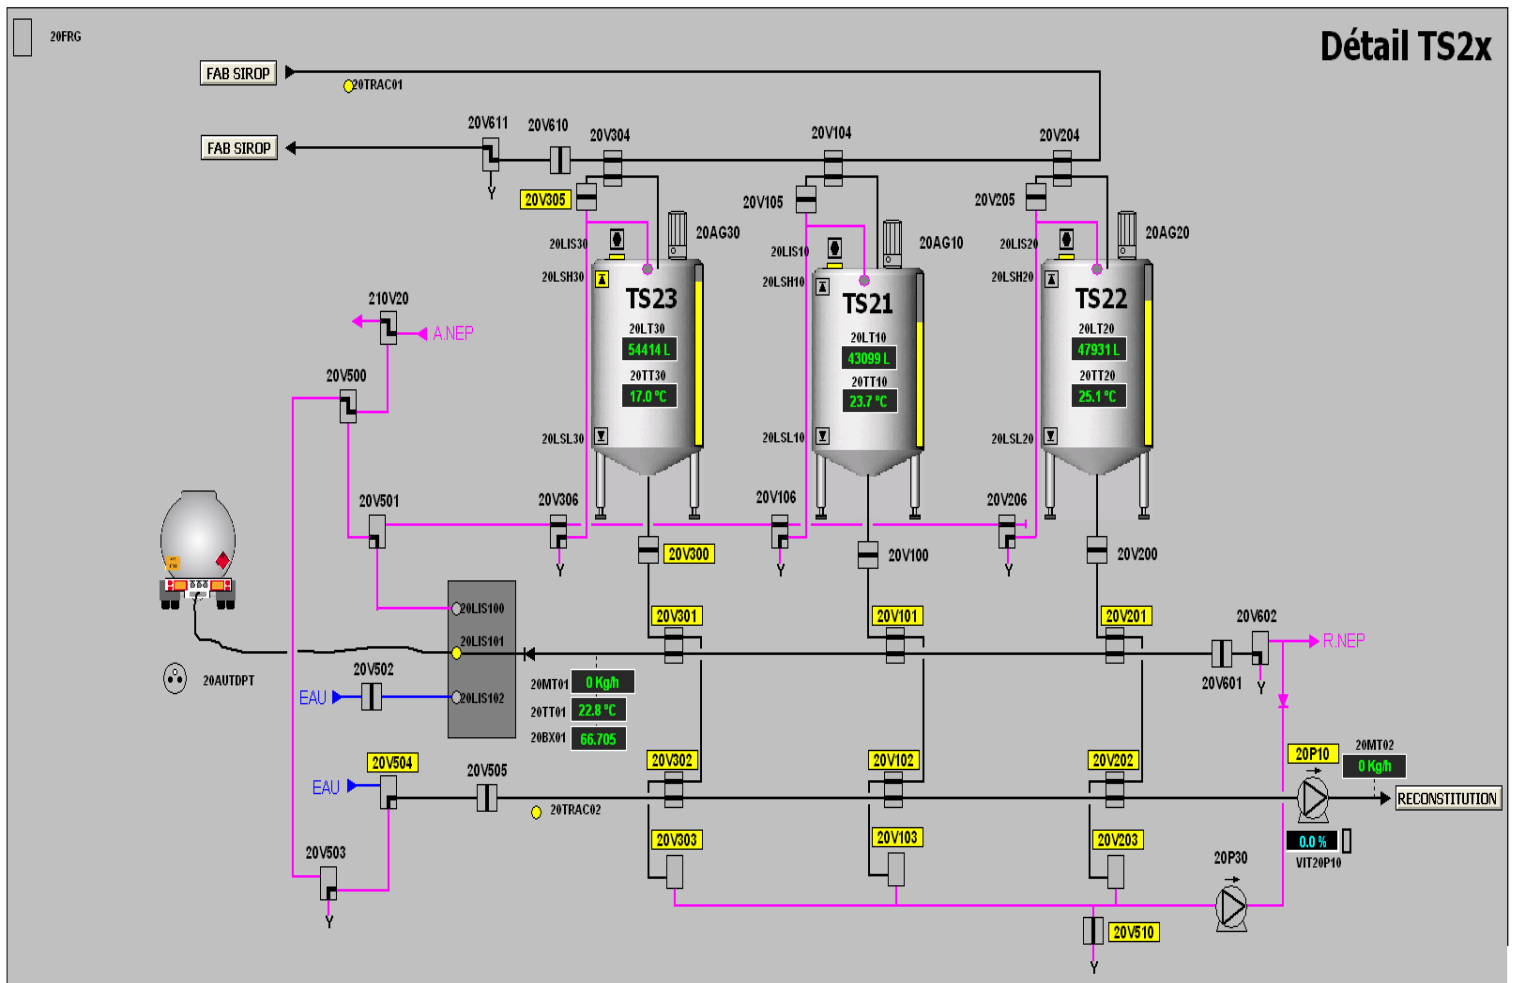 20FRG
Détail TS2x
FAB SIROP
20TRAC01
FAB SIROP
20V611
20V610
20V304
20V104
20V204
20V305
20V105
20V205
20LIS30
20AG30
20LIS10
20AG10
20LIS20
20AG20
20LSH30
20LSH10
20LSH20
TS23
TS21
TS22
20LT30
54414 L
20TT30
17.0 °C
20LT10
43099 L
20TT10
23.7 °C
20LT20
47931 L
20TT20
25.1 °C
210V20
A.NEP
20V500
20LSL30
20LSL10
20LSL20
20V501
20V306
20V106
20V206
Y
Y
Y
Y
20V300
20V100
20V200
20LIS100
20V301
20V101
20V201
20V602
20LIS101
R.NEP
20V502
20AUTDPT
EAU
20LIS102
20MT01
0 Kg/h
20TT01
22.8 °C
20BX01
66.705
20V601
Y
20V504
20V505
EAU
20TRAC02
20V302
20V102
20V202
20P10
20MT02
0 Kg/h
RECONSTITUTION
20V303
20V103
20V203
0.0 %
VIT20P10
20V503
Y
20P30
20V510
Y